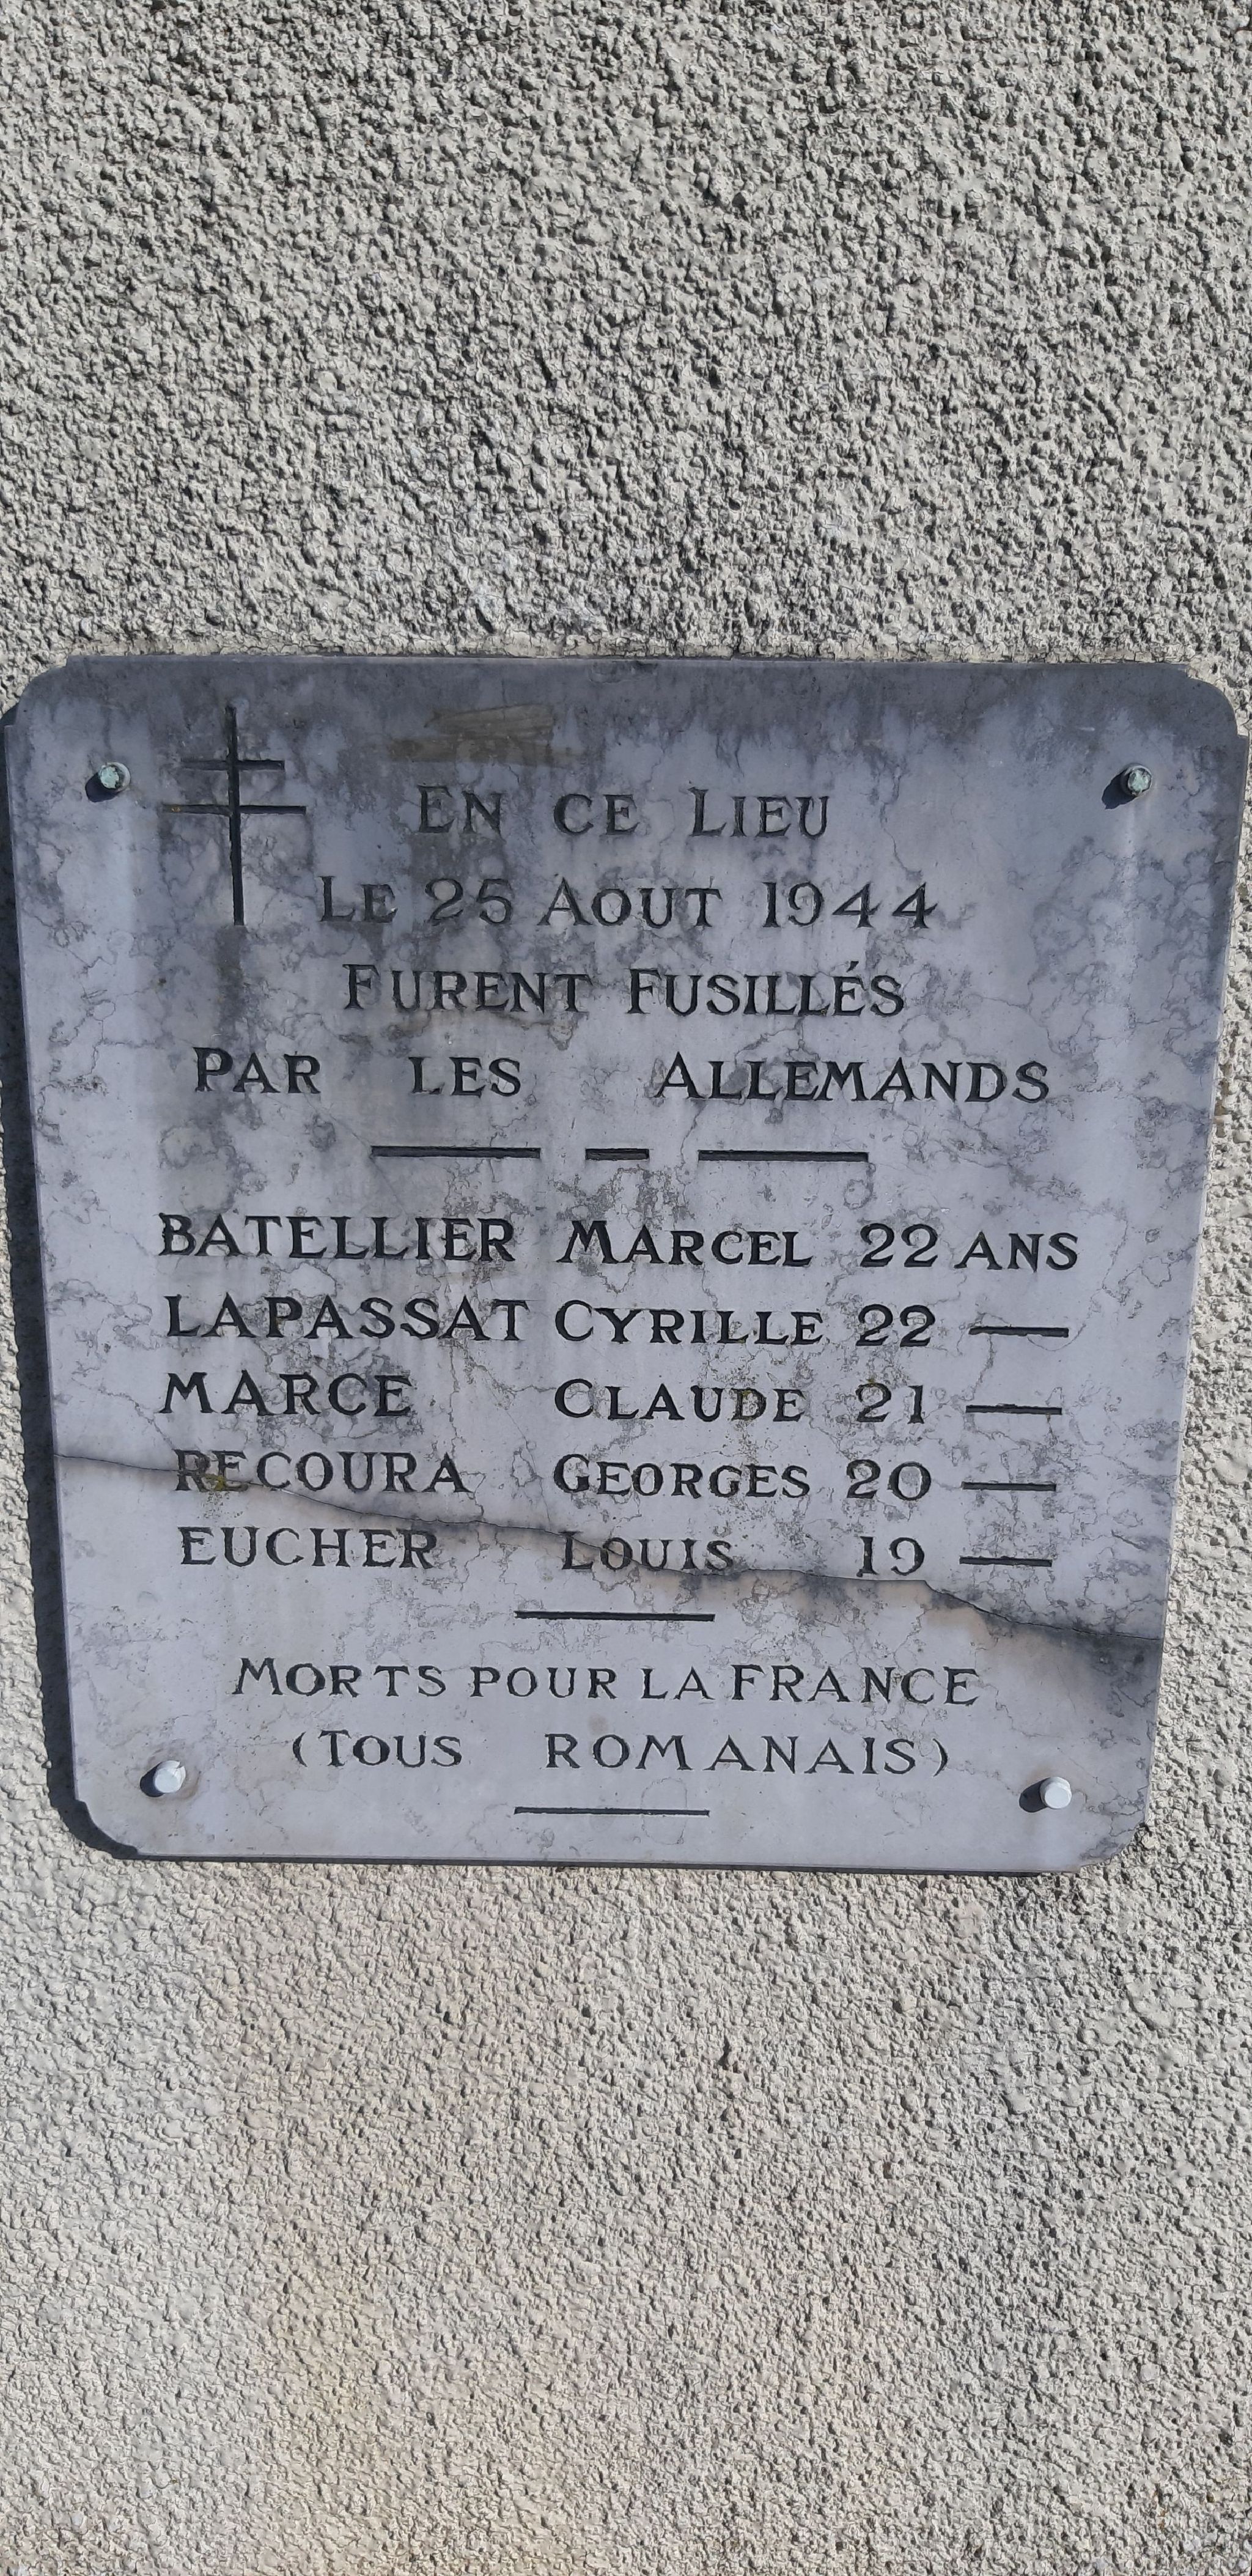 EN CE LIEU
LE 25 AOUT 1944
FURENT FUSILLÉS
PAR LES ALLEMANDS
BATELLIER MARCEL 22 ANS
LAPASSAT CYRILLE 22 —
MARCE CLAUDE 21 —
RECOURA GEORGES 20 —
EUCHER LOUIS 19 —
MORTS POUR LA FRANCE
(TOUS ROMANAIS)